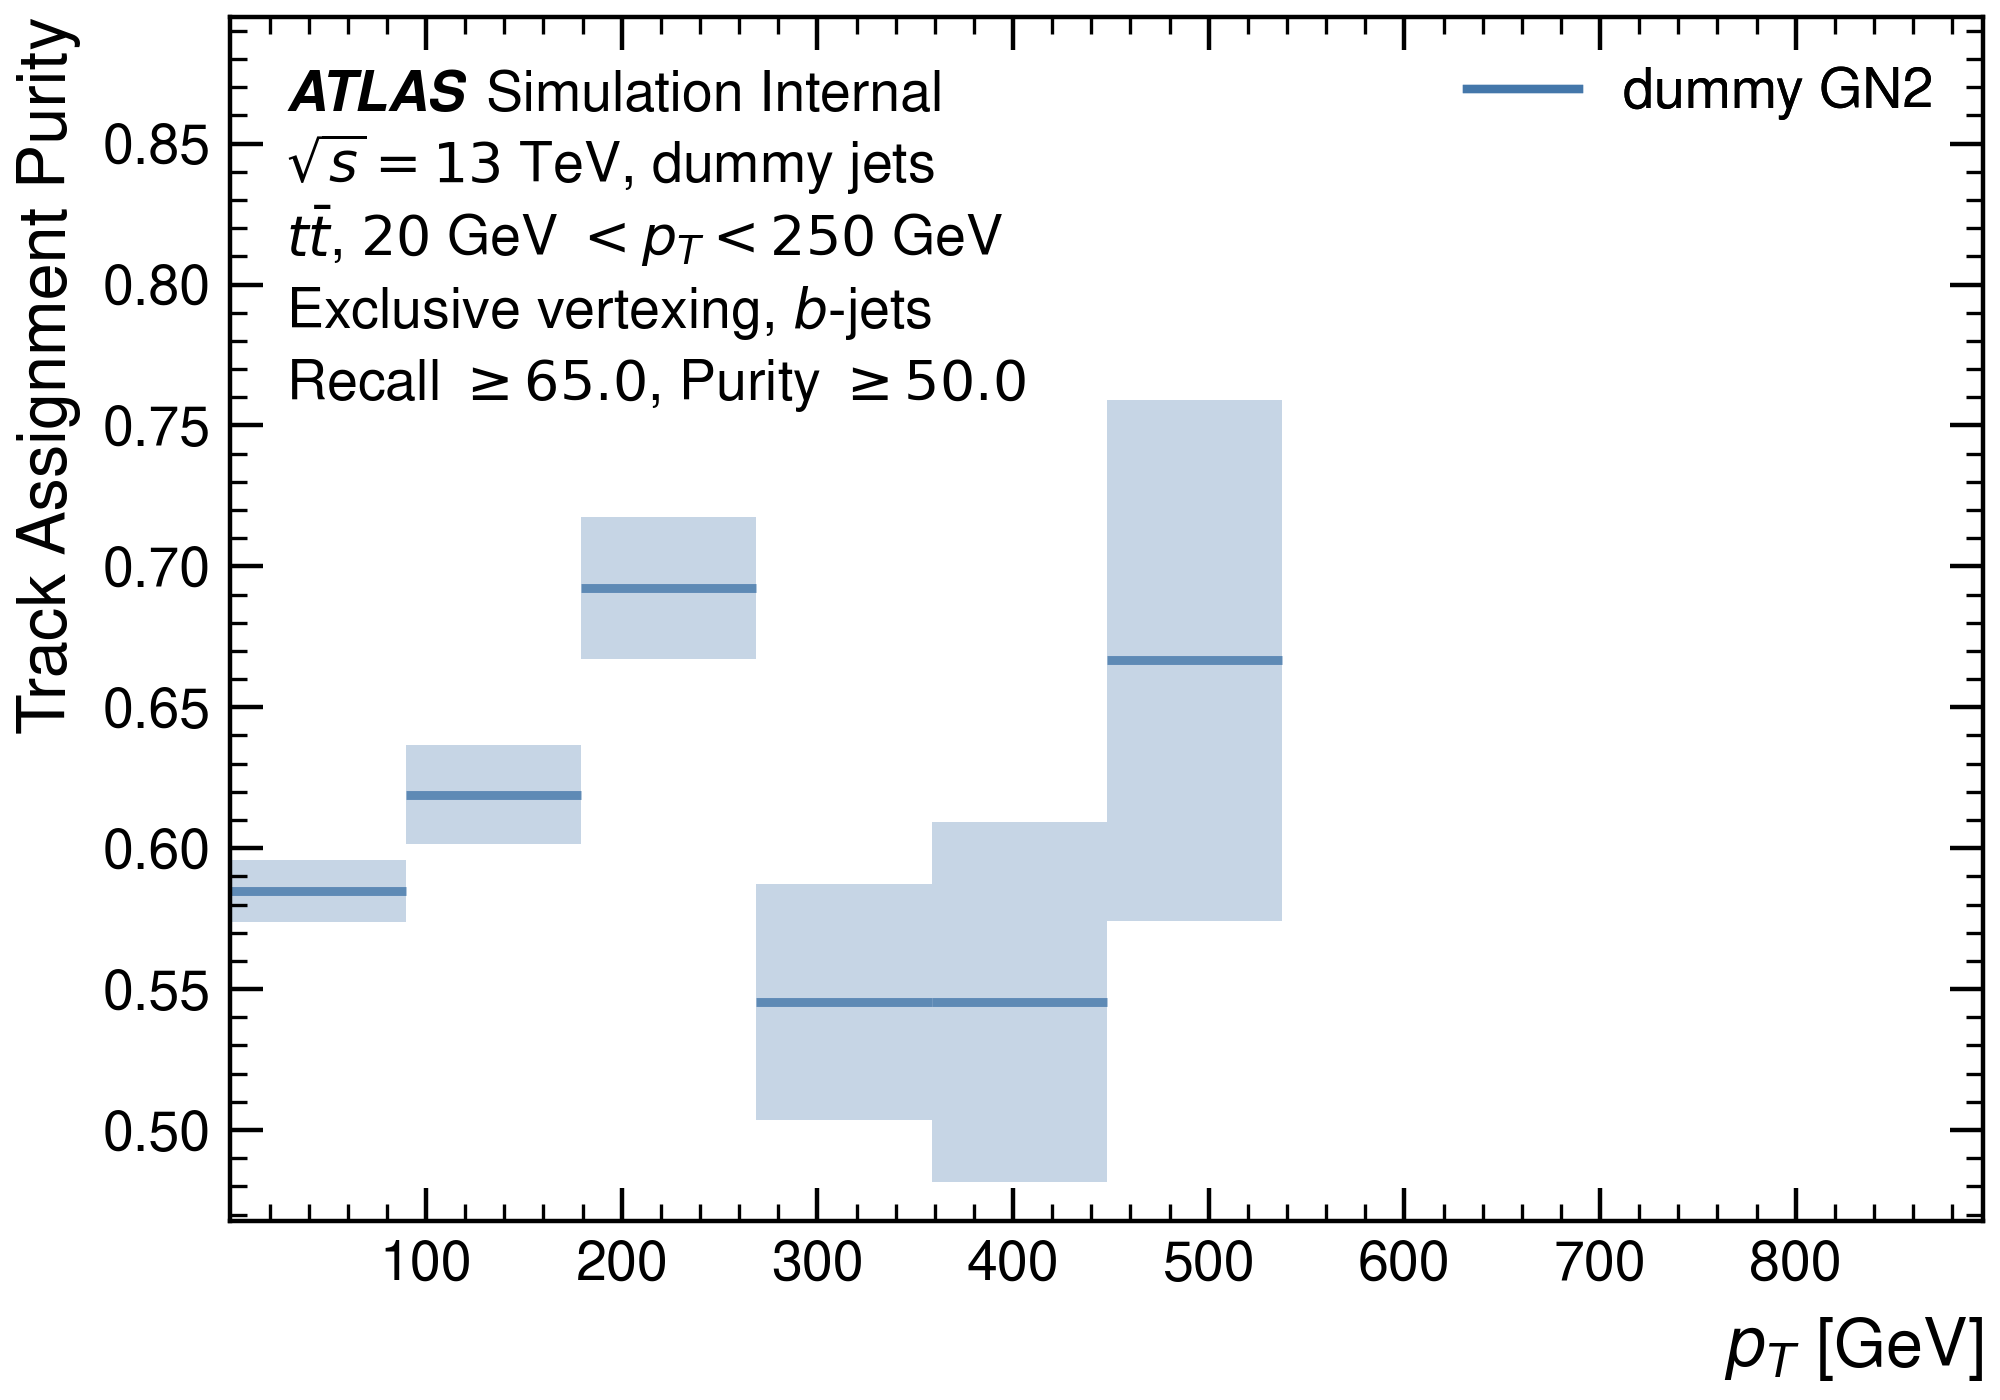 Track Assignment Purity
ATLAS Simulation Internal
√s = 13 TeV, dummy jets
tt̄, 20 GeV < p_T < 250 GeV
Exclusive vertexing, b-jets
Recall ≥ 65.0, Purity ≥ 50.0
dummy GN2
0.85
0.80
0.75
0.70
0.65
0.60
0.55
0.50
100 200 300 400 500 600 700 800
p_T [GeV]